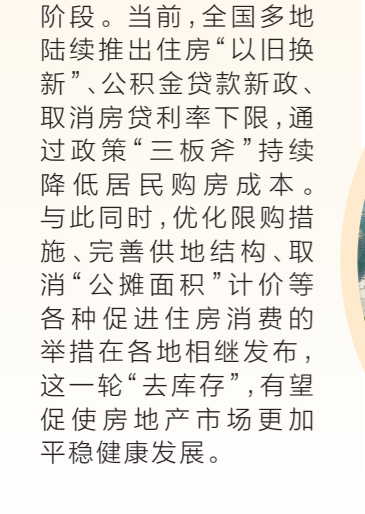 阶段。当前,全国多地
陆续推出住房“以旧换
新”、公积金贷款新政、
取消房贷利率下限,通
过政策“三板斧”持续
降低居民购房成本。
与此同时,优化限购措
施、完善供地结构、取
消“公摊面积”计价等
各种促进住房消费的
举措在各地相继发布,
这一轮“去库存”,有望
促使房地产市场更加
平稳健康发展。